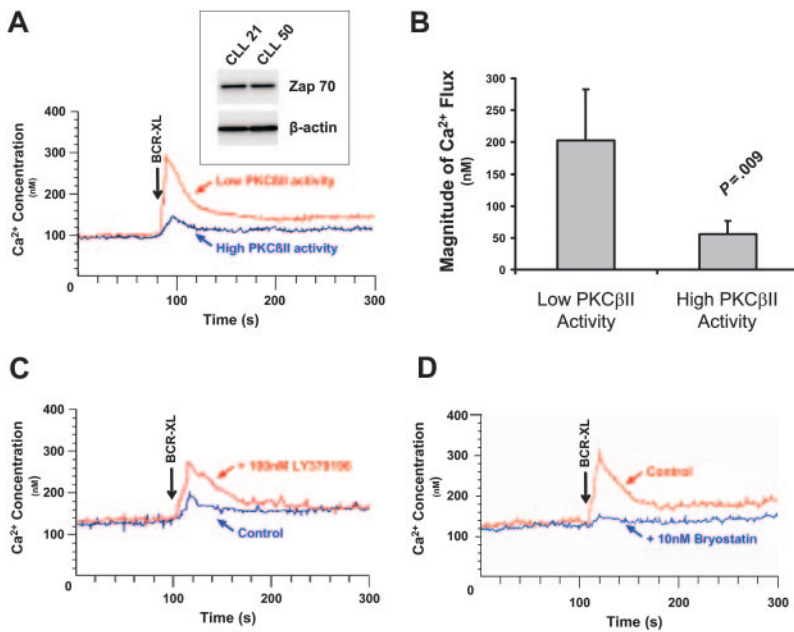 A
CLL 21
CLL 50
Zap 70
β-actin
Ca²⁺ Concentration
(nM)
400
300
200
100
BCR-XL
Low PKCßII activity
High PKCßII activity
0
100
200
300
Time (s)
B
Magnitude of Ca²⁺ Flux
(nM)
300
250
200
150
100
50
0
P=.009
Low PKCβII
Activity
High PKCβII
Activity
C
Ca²⁺ Concentration
(nM)
400
300
200
100
BCR-XL
+ 100nM LY379196
Control
0
100
200
300
Time (s)
D
Ca²⁺ Concentration
(nM)
400
300
200
100
BCR-XL
Control
+ 10nM Bryostatin
0
100
200
300
Time (s)